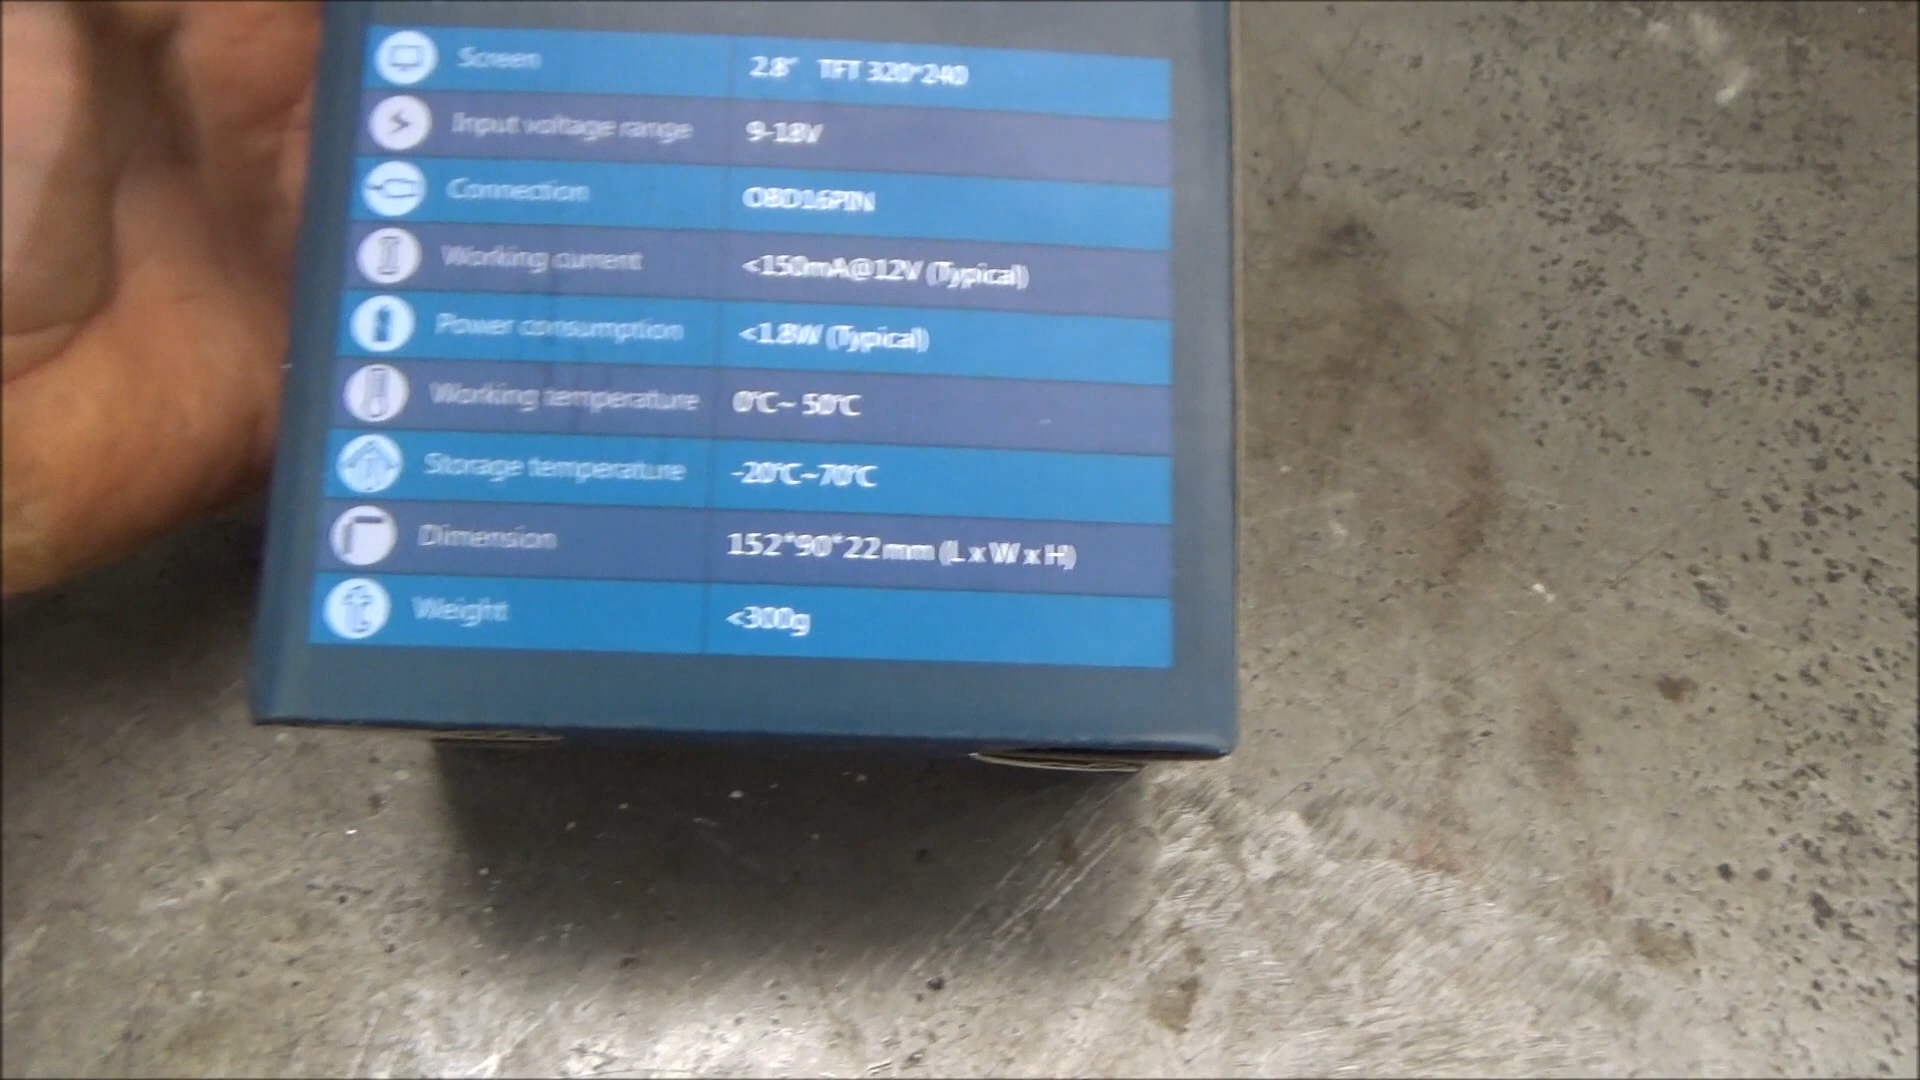 Screen 2.8" TFT 320*240
Input voltage range 9-18V
Connection OBD16PIN
Working current <150mA@12V (Typical)
Power consumption <1.8W (Typical)
Working temperature 0°C~ 50°C
Storage temperature -20°C~70°C
Dimension 152*90*22mm (L x W x H)
Weight <300g